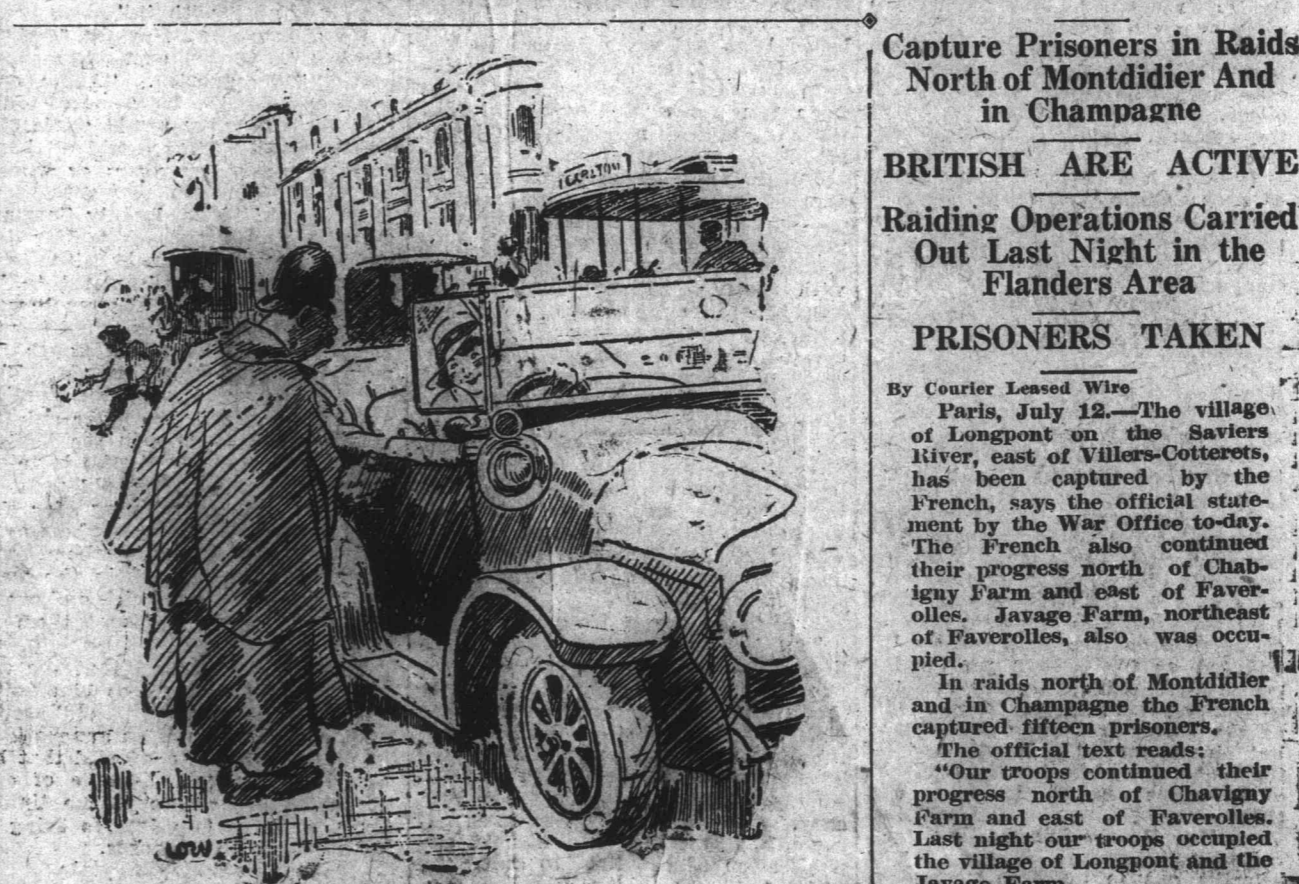 CARLTON
LOW
Capture Prisoners in Raids
North of Montdidier And
in Champagne
BRITISH ARE ACTIVE
Raiding Operations Carried
Out Last Night in the
Flanders Area
PRISONERS TAKEN
By Courier Leased Wire
Paris, July 12.—The village
of Longpont on the Saviers
River, east of Villers-Cotterets,
has been captured by the
French, says the official state-
ment by the War Office to-day.
The French also continued
their progress north of Chab-
igny Farm and east of Faver-
olles. Javage Farm, northeast
of Faverolles, also was occu-
pied.
In raids north of Montdidier
and in Champagne the French
captured fifteen prisoners.
The official text reads:
"Our troops continued their
progress north of Chavigny
Farm and east of Faverolles.
Last night our troops occupied
the village of Longpont and the
Javage Farm